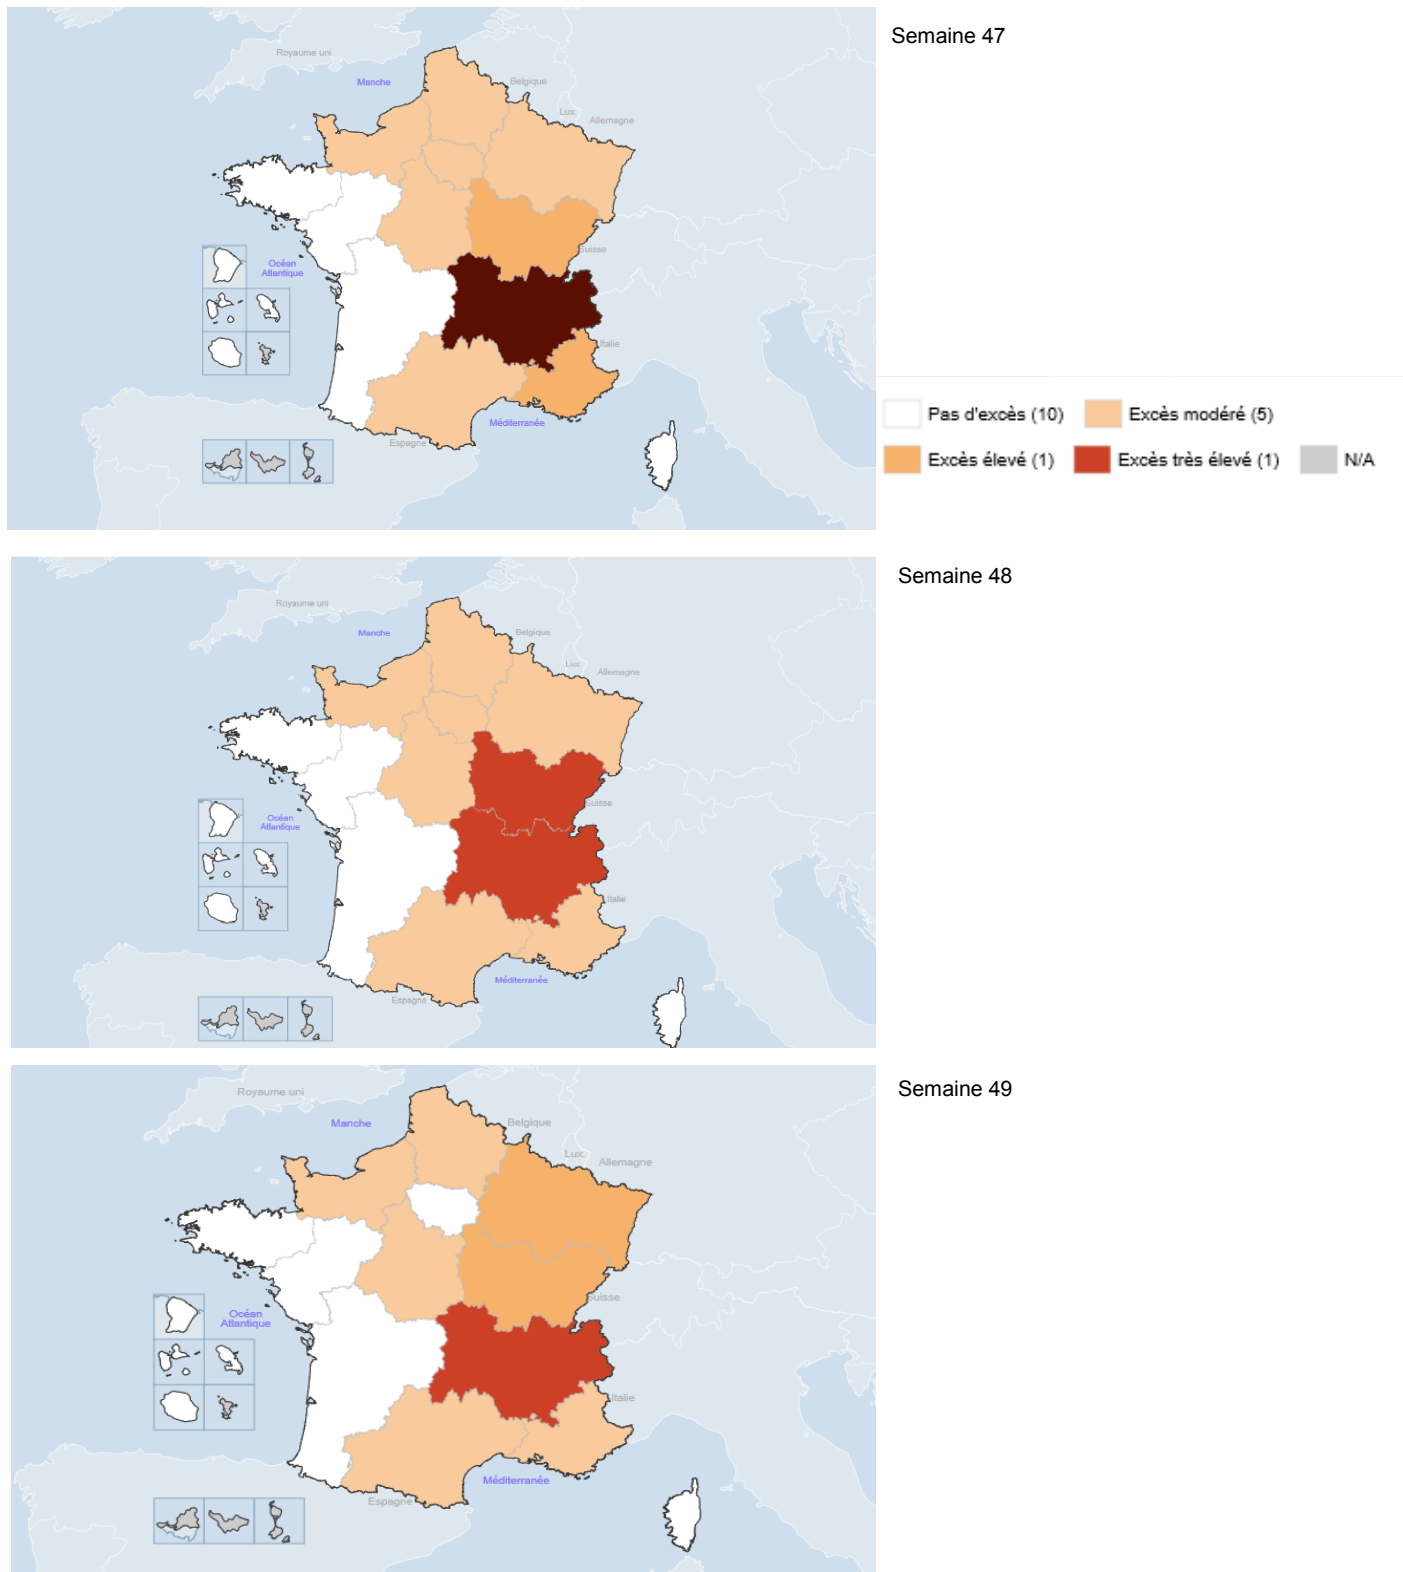 Semaine 47
Royaume uni
Manche
Belgique
Lux.
Allemagne
Suisse
Océan
Atlantique
Italie
Méditerranée
Espagne
Pas d'excès (10)
Excès modéré (5)
Excès élevé (1)
Excès très élevé (1)
N/A
Semaine 48
Royaume uni
Manche
Belgique
Lux.
Allemagne
Suisse
Océan
Atlantique
Italie
Méditerranée
Espagne
Semaine 49
Royaume uni
Manche
Belgique
Lux.
Allemagne
Suisse
Océan
Atlantique
Italie
Méditerranée
Espagne